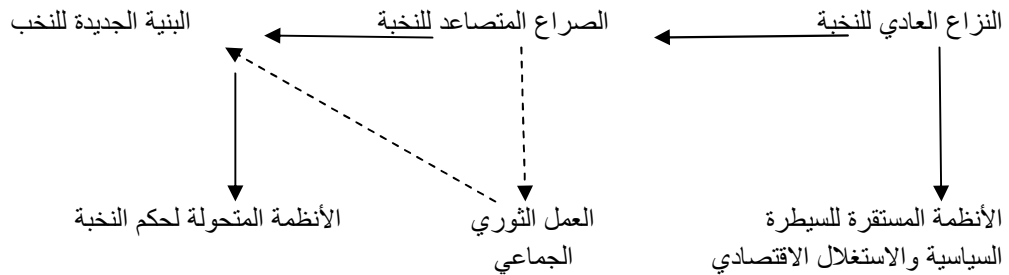 النزاع العادي للنخبة
الصراع المتصاعد للنخبة
البنية الجديدة للنخب
الأنظمة المستقرة للسيطرة
السياسية والاستغلال الاقتصادي
العمل الثوري
الجماعي
الأنظمة المتحولة لحكم النخبة